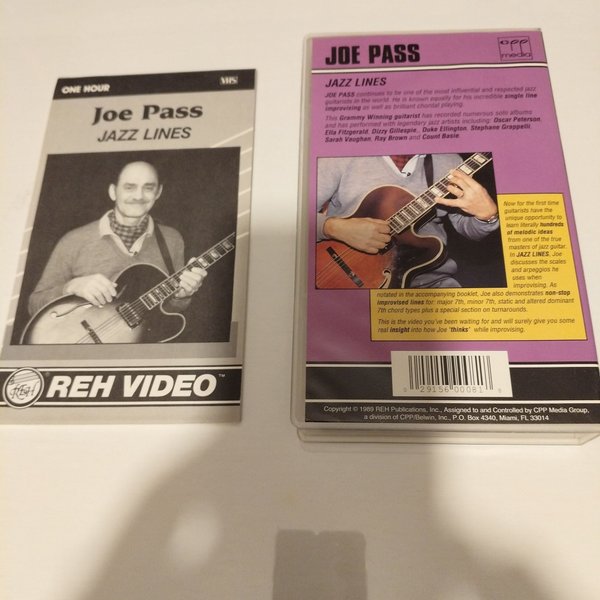 ONE HOUR
VHS
Joe Pass
JAZZ LINES
REH
REH VIDEO™
JOE PASS
cpp
media
JAZZ LINES
JOE PASS continues to be one of the most influential and respected jazz
guitarists in the world. He is known equally for his incredible single line
improvising as well as brilliant chordal playing.
This Grammy Winning guitarist has recorded numerous solo albums
and has performed with legendary jazz artists including: Oscar Peterson,
Ella Fitzgerald, Dizzy Gillespie, Duke Ellington, Stephane Grappelli,
Sarah Vaughan, Ray Brown and Count Basie.
Now for the first time
guitarists have the
unique opportunity to
learn literally hundreds
of melodic ideas
from one of the true
masters of jazz guitar.
In JAZZ LINES, Joe
discusses the scales
and arpeggios he
uses when
improvising. As
notated in the accompanying booklet, Joe also demonstrates non-stop
improvised lines for: major 7th, minor 7th, static and altered dominant
7th chord types plus a special section on turnarounds.
This is the video you've been waiting for and will surely give you some
real insight into how Joe 'thinks' while improvising.
0 29156 00081 9
Copyright © 1989 REH Publications, Inc., Assigned to and Controlled by CPP Media Group,
a division of CPP/Belwin, Inc., P.O. Box 4340, Miami, FL 33014